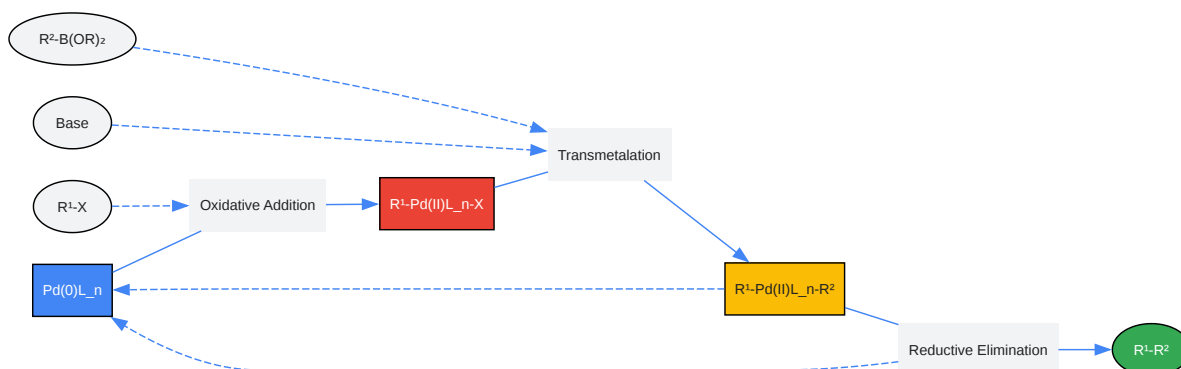 R²-B(OR)₂
Base
Transmetalation
R¹-X
Oxidative Addition
R¹-Pd(II)L_n-X
Pd(0)L_n
R¹-Pd(II)L_n-R²
Reductive Elimination
R¹-R²